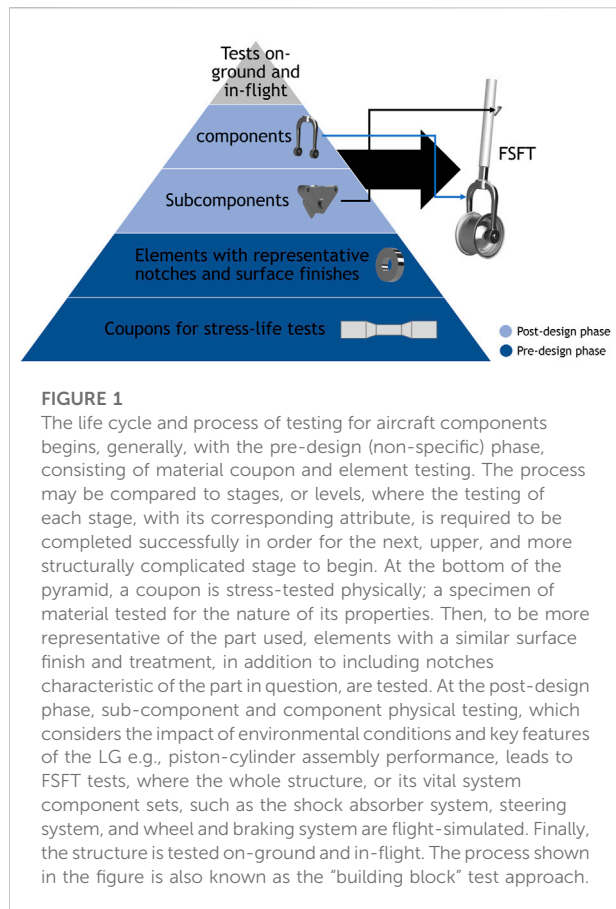 Tests on-
ground and
in-flight
components
FSFT
Subcomponents
Elements with representative
notches and surface finishes
Coupons for stress-life tests
Post-design phase
Pre-design phase
FIGURE 1
The life cycle and process of testing for aircraft components
begins, generally, with the pre-design (non-specific) phase,
consisting of material coupon and element testing. The process
may be compared to stages, or levels, where the testing of
each stage, with its corresponding attribute, is required to be
completed successfully in order for the next, upper, and more
structurally complicated stage to begin. At the bottom of the
pyramid, a coupon is stress-tested physically; a specimen of
material tested for the nature of its properties. Then, to be more
representative of the part used, elements with a similar surface
finish and treatment, in addition to including notches
characteristic of the part in question, are tested. At the post-design
phase, sub-component and component physical testing, which
considers the impact of environmental conditions and key features
of the LG e.g., piston-cylinder assembly performance, leads to
FSFT tests, where the whole structure, or its vital system
component sets, such as the shock absorber system, steering
system, and wheel and braking system are flight-simulated. Finally,
the structure is tested on-ground and in-flight. The process shown
in the figure is also known as the “building block” test approach.